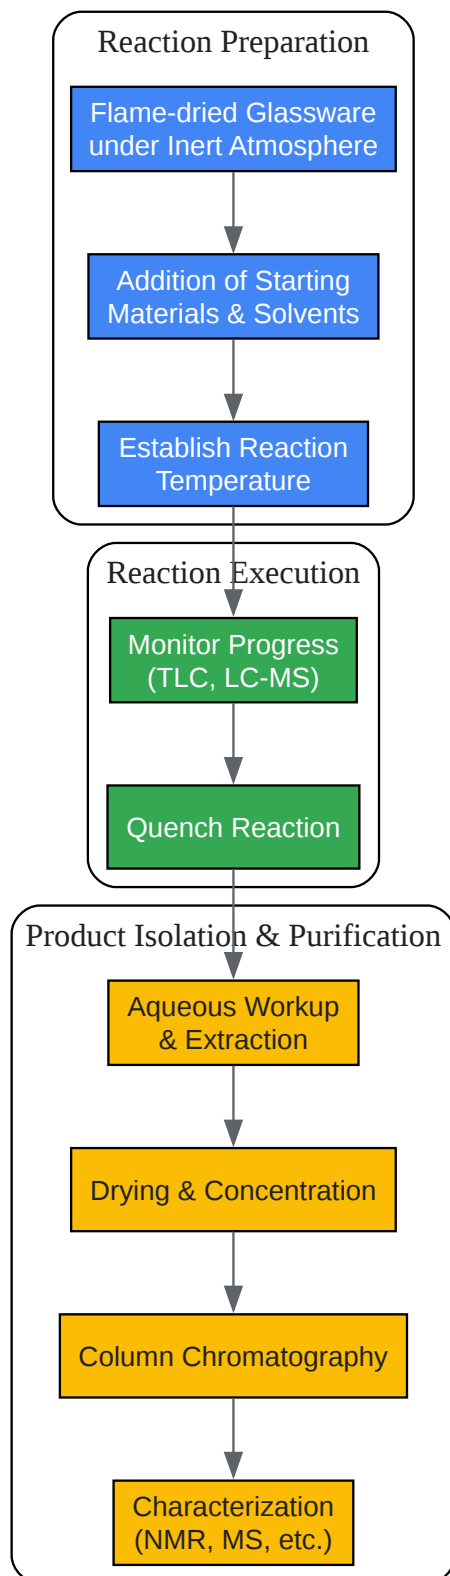 Reaction Preparation
Flame-dried Glassware
under Inert Atmosphere
Addition of Starting
Materials & Solvents
Establish Reaction
Temperature
Reaction Execution
Monitor Progress
(TLC, LC-MS)
Quench Reaction
Product Isolation & Purification
Aqueous Workup
& Extraction
Drying & Concentration
Column Chromatography
Characterization
(NMR, MS, etc.)